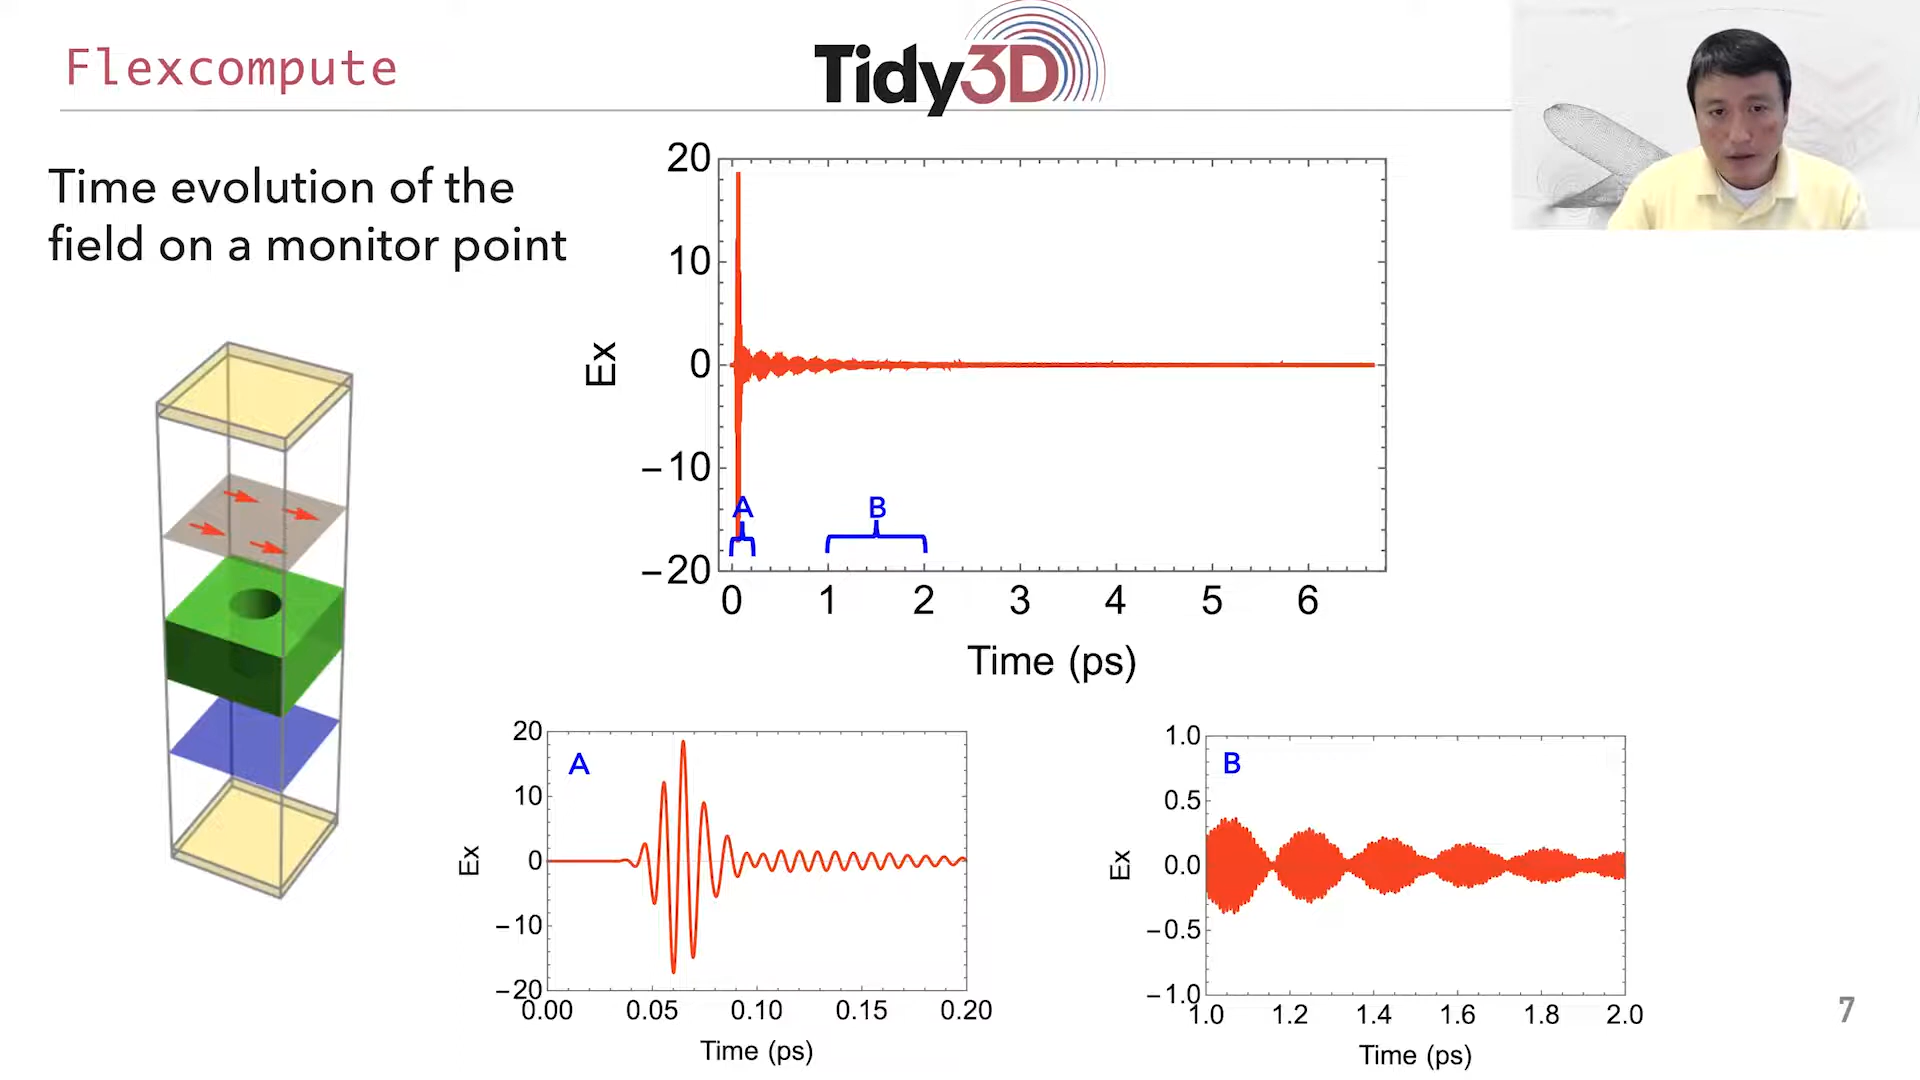 Flexcompute
Tidy3D
Time evolution of the
field on a monitor point
20
10
0
−10
−20
Ex
A
B
0 1 2 3 4 5 6
Time (ps)
20
10
0
−10
−20
Ex
A
0.00 0.05 0.10 0.15 0.20
Time (ps)
1.0
0.5
0.0
−0.5
−1.0
Ex
B
1.0 1.2 1.4 1.6 1.8 2.0
Time (ps)
7